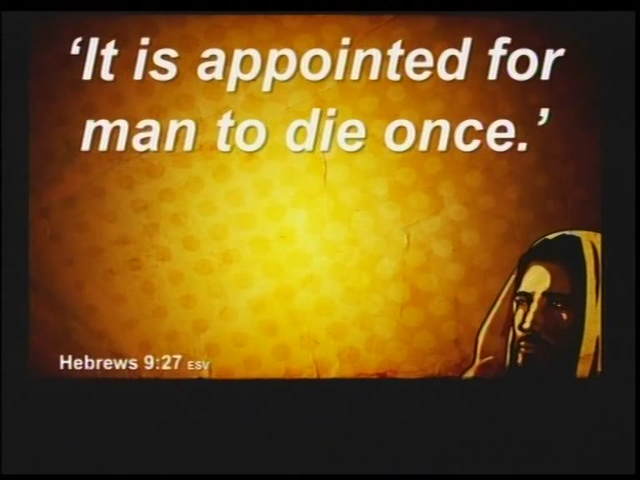 ‘It is appointed for
man to die once.’
Hebrews 9:27 ESV